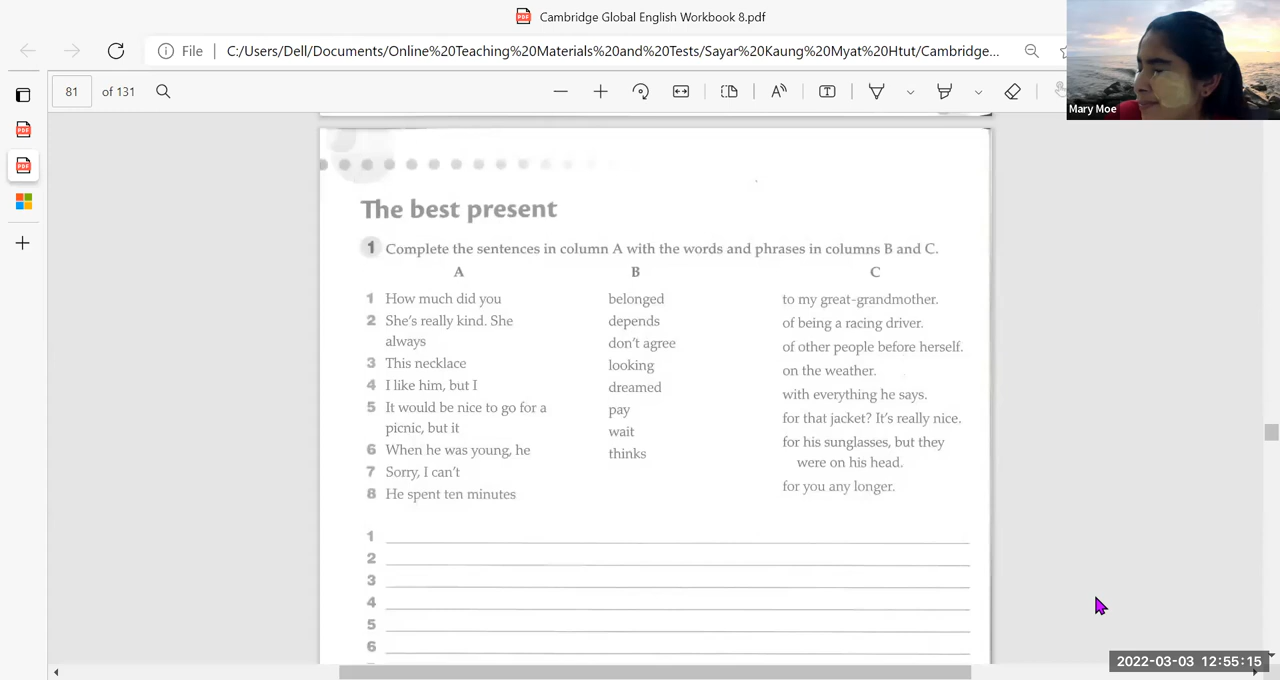 Cambridge Global English Workbook 8.pdf
File C:/Users/Dell/Documents/Online%20Teaching%20Materials%20and%20Tests/Sayar%20Kaung%20Myat%20Htut/Cambridge...
81 of 131
Mary Moe
The best present
1 Complete the sentences in column A with the words and phrases in columns B and C.
A B C
1 How much did you belonged to my great-grandmother.
2 She's really kind. She depends of being a racing driver.
always don't agree of other people before herself.
3 This necklace looking on the weather.
4 I like him, but I dreamed with everything he says.
5 It would be nice to go for a pay for that jacket? It's really nice.
picnic, but it wait for his sunglasses, but they
6 When he was young, he thinks were on his head.
7 Sorry, I can't
8 He spent ten minutes for you any longer.
1
2
3
4
5
6
2022-03-03 12:55:15